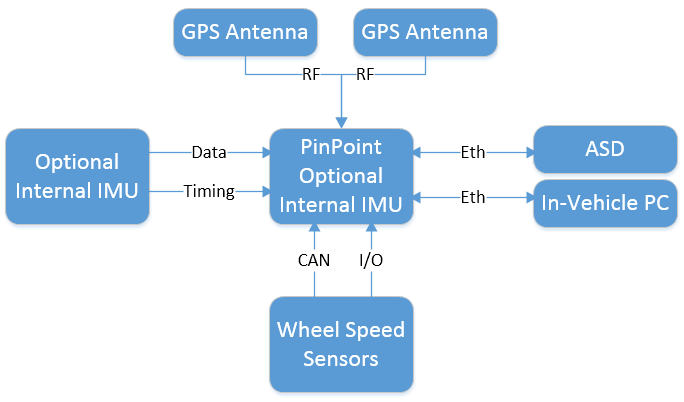 GPS Antenna
GPS Antenna
RF
RF
Optional
Internal IMU
Data
Timing
PinPoint
Optional
Internal IMU
Eth
ASD
Eth
In-Vehicle PC
CAN
I/O
Wheel Speed
Sensors